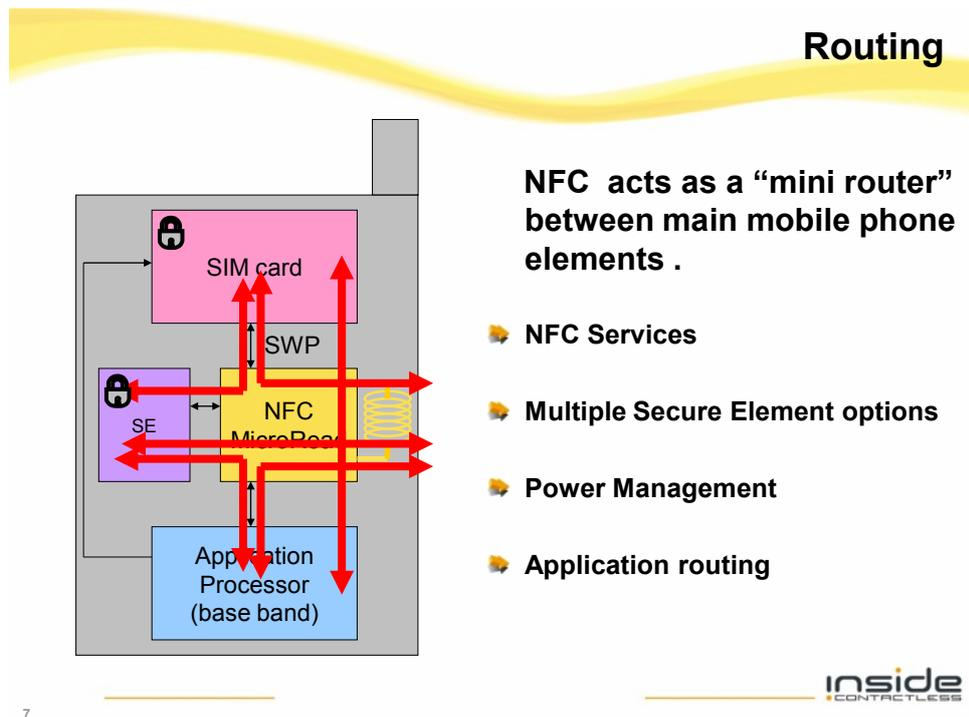 Routing
SIM card
SWP
SE
NFC
Application
Processor
(base band)
NFC acts as a “mini router”
between main mobile phone
elements .
NFC Services
Multiple Secure Element options
Power Management
Application routing
inside
CONTACTLESS
7